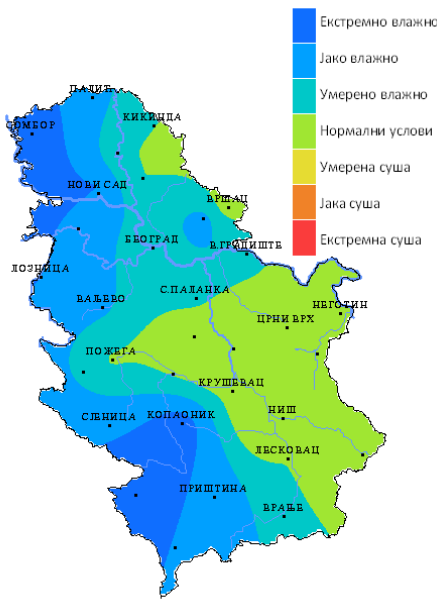 Екстремно влажно
Јако влажно
Умерено влажно
Нормални услови
Умерена суша
Јака суша
Екстремна суша
ПАЛИЋ
СОМБОР
КИКИНДА
НОВИ САД
ВРШАЦ
БЕОГРАД
В.ГРАДИШТЕ
ЛОЗНИЦА
С.ПАЛАНКА
ВАЉЕВО
НЕГОТИН
ЦРНИ ВРХ
ПОЖЕГА
КРУШЕВАЦ
СЈЕНИЦА
КОПАОНИК
НИШ
ЛЕСКОВАЦ
ПРИШТИНА
ВРАЊЕ